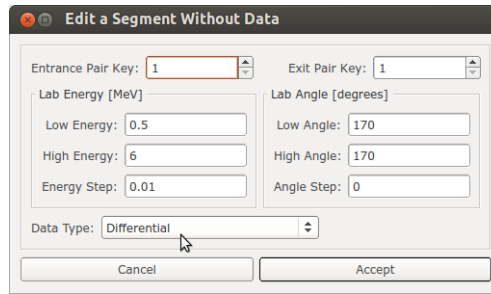 Edit a Segment Without Data
Entrance Pair Key: 1 Exit Pair Key: 1
Lab Energy [MeV] Lab Angle [degrees]
Low Energy: 0.5 Low Angle: 170
High Energy: 6 High Angle: 170
Energy Step: 0.01 Angle Step: 0
Data Type: Differential
Cancel Accept